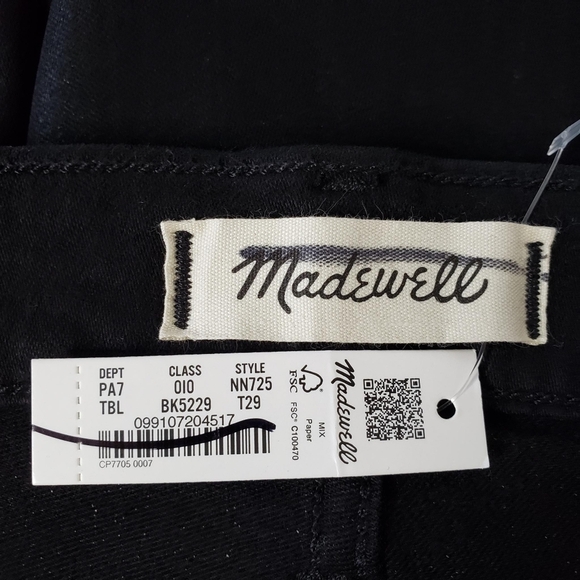 Madewell
DEPT CLASS STYLE
PA7 010 NN725
TBL BK5229 T29
099107204517
CP7705 0007
FSC
MIX
Paper
FSC® C100470
Madewell